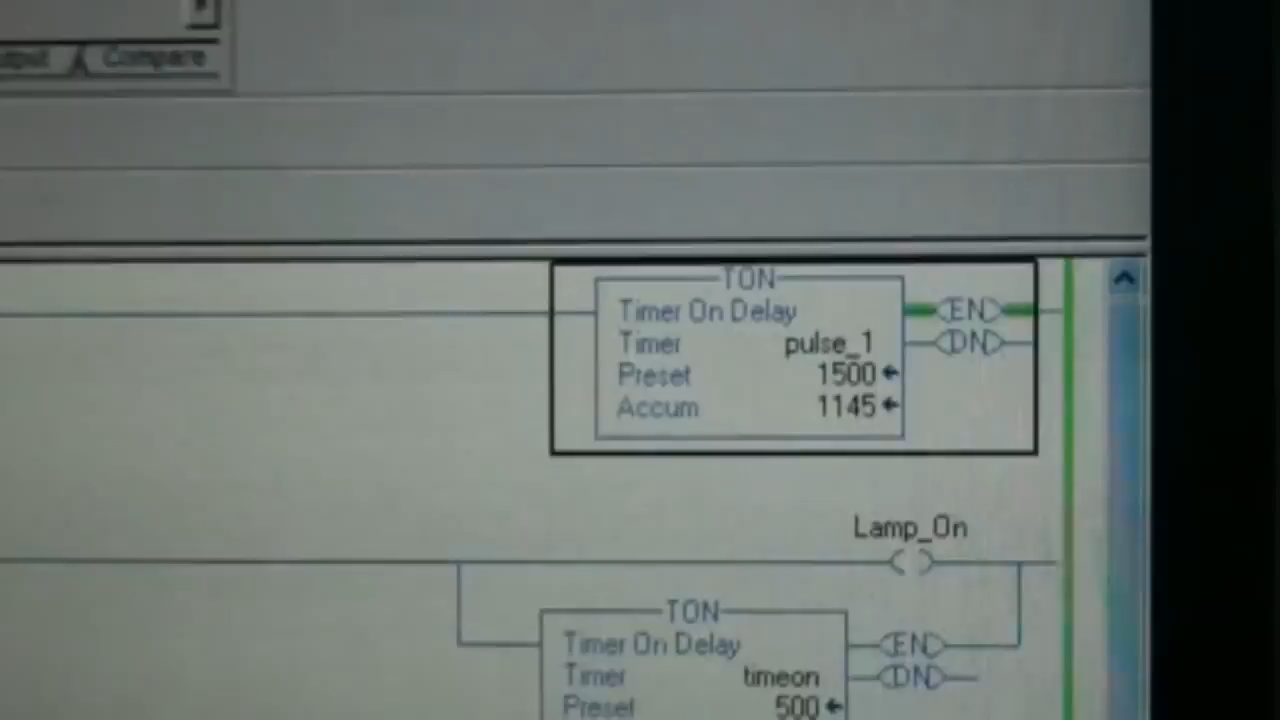 Compare
TON
Timer On Delay
EN
Timer pulse_1
DN
Preset 1500
Accum 1145
Lamp_On
TON
Timer On Delay
EN
Timer timeon
DN
Preset 500